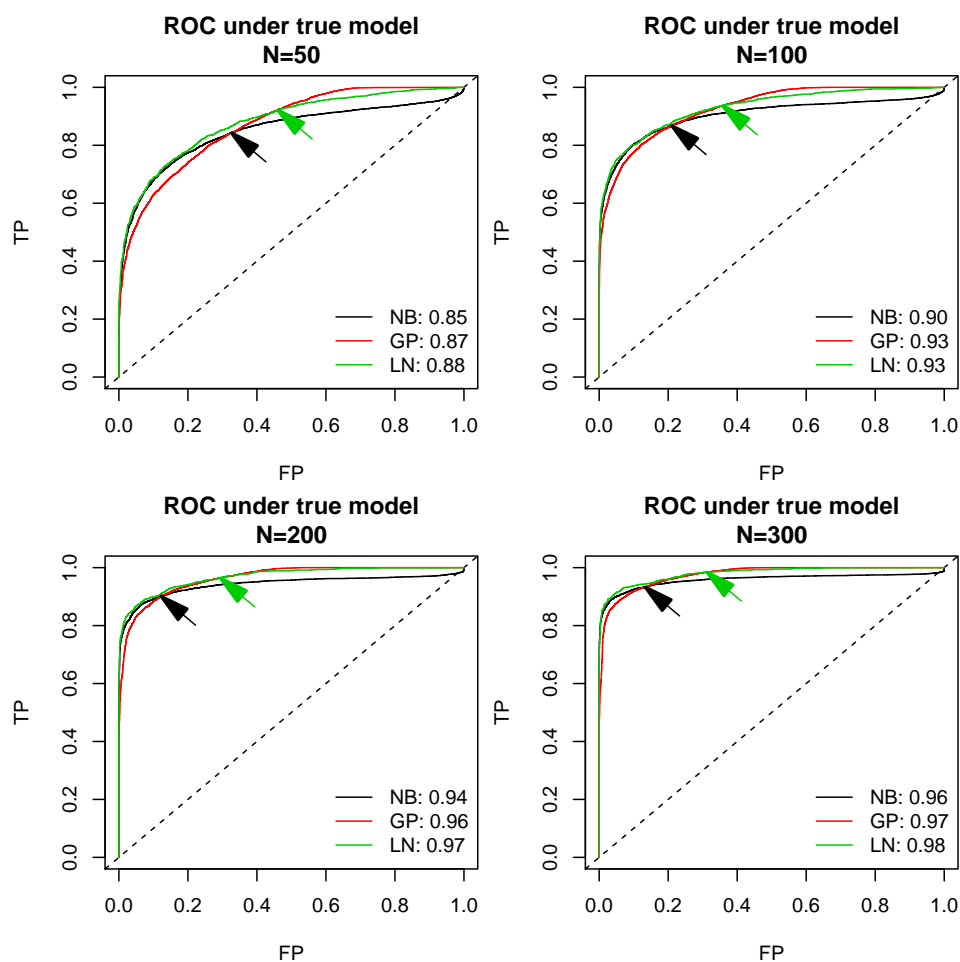 ROC under true model
N=50
1.0
0.8
0.6
0.4
0.2
0.0
TP
NB: 0.85
GP: 0.87
LN: 0.88
0.0 0.2 0.4 0.6 0.8 1.0
FP
ROC under true model
N=100
1.0
0.8
0.6
0.4
0.2
0.0
TP
NB: 0.90
GP: 0.93
LN: 0.93
0.0 0.2 0.4 0.6 0.8 1.0
FP
ROC under true model
N=200
1.0
0.8
0.6
0.4
0.2
0.0
TP
NB: 0.94
GP: 0.96
LN: 0.97
0.0 0.2 0.4 0.6 0.8 1.0
FP
ROC under true model
N=300
1.0
0.8
0.6
0.4
0.2
0.0
TP
NB: 0.96
GP: 0.97
LN: 0.98
0.0 0.2 0.4 0.6 0.8 1.0
FP